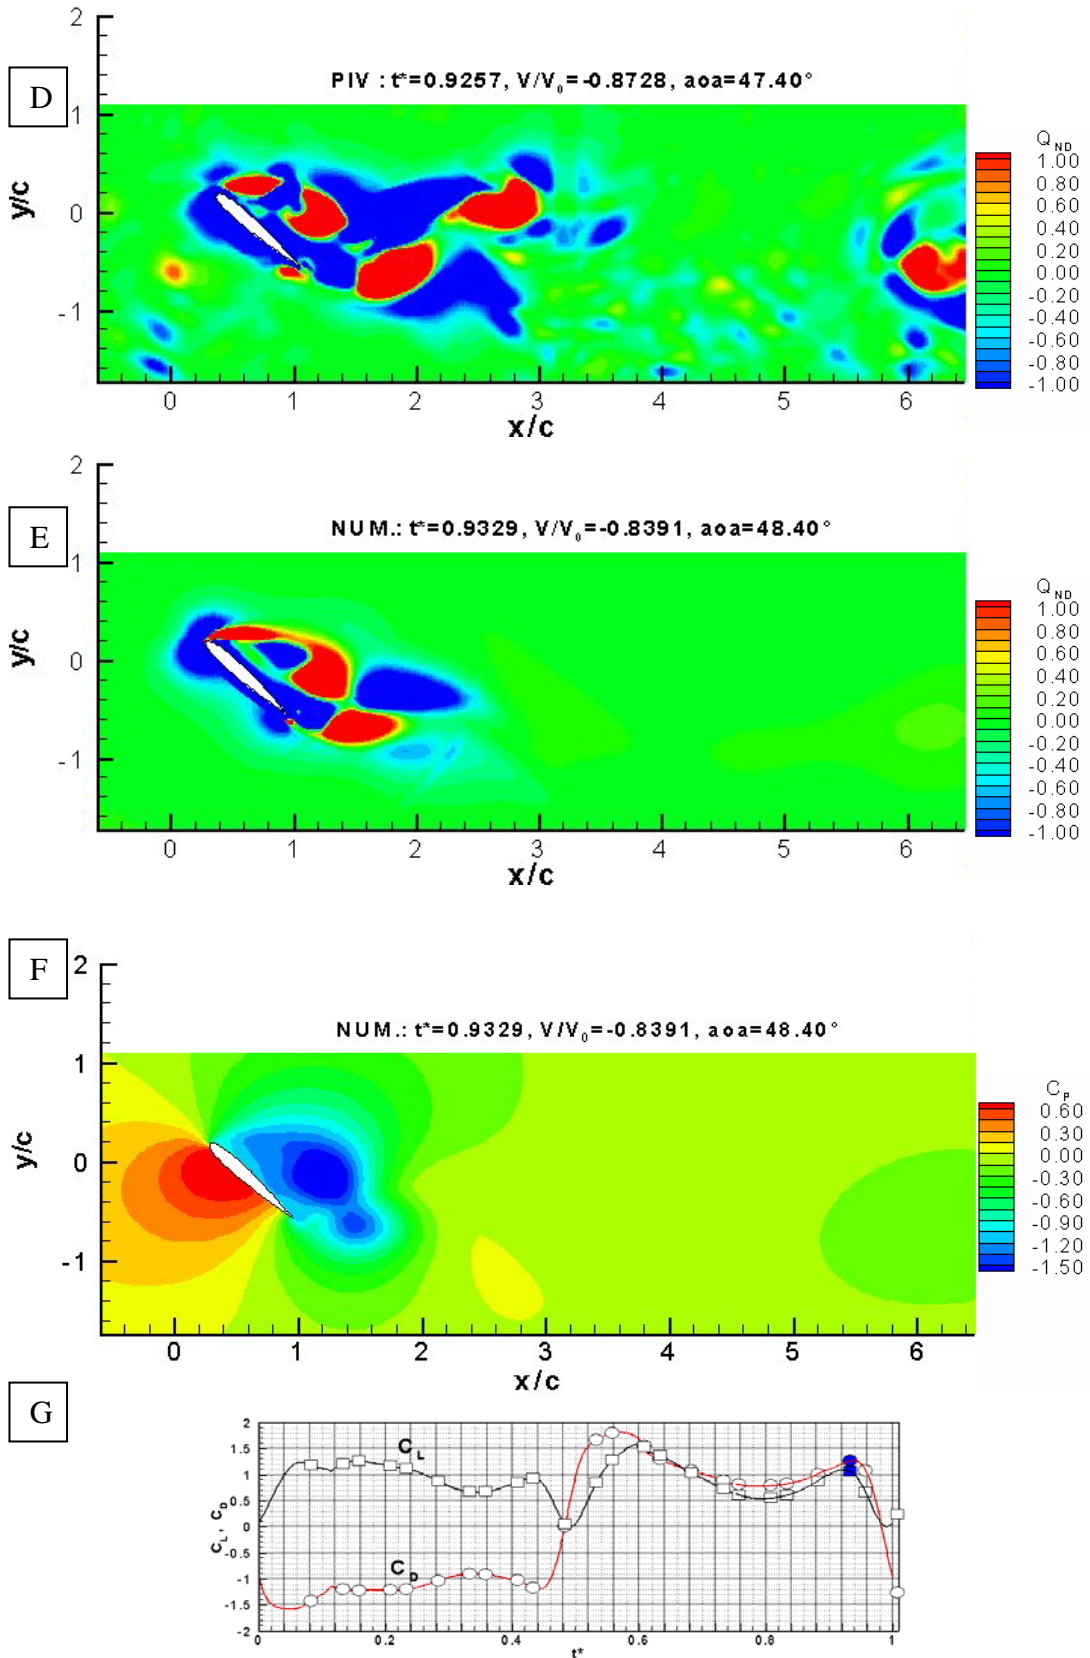 D
PIV : t*=0.9257, V/V₀=-0.8728, aoa=47.40°
2
1
0
-1
y/c
0 1 2 3 4 5 6
x/c
Q ND
1.00
0.80
0.60
0.40
0.20
0.00
-0.20
-0.40
-0.60
-0.80
-1.00
E
NUM.: t*=0.9329, V/V₀=-0.8391, aoa=48.40°
2
1
0
-1
y/c
0 1 2 3 4 5 6
x/c
Q ND
1.00
0.80
0.60
0.40
0.20
0.00
-0.20
-0.40
-0.60
-0.80
-1.00
F
NUM.: t*=0.9329, V/V₀=-0.8391, aoa=48.40°
2
1
0
-1
y/c
0 1 2 3 4 5 6
x/c
C P
0.60
0.30
0.00
-0.30
-0.60
-0.90
-1.20
-1.50
G
2
1.5
1
0.5
0
-0.5
-1
-1.5
-2
C L , C D
C L
C D
0 0.2 0.4 0.6 0.8 1
t*